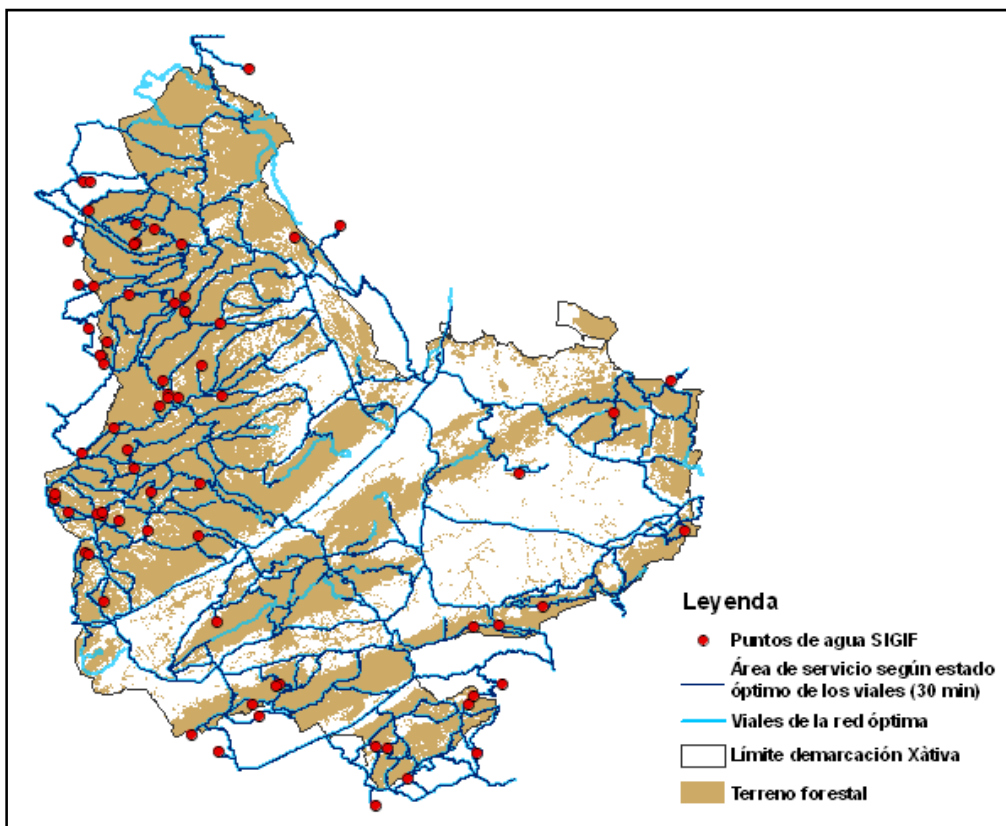 Leyenda
Puntos de agua SIGIF
Área de servicio según estado
óptimo de los viales (30 min)
Viales de la red óptima
Límite demarcación Xàtiva
Terreno forestal